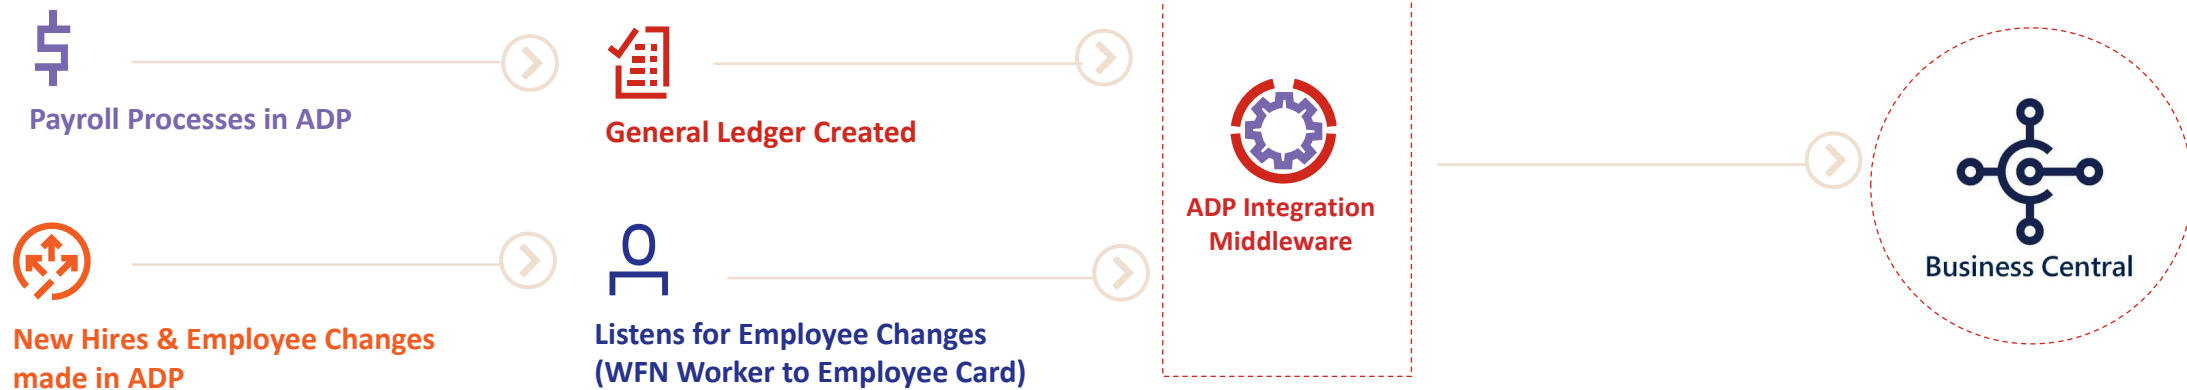 Payroll Processes in ADP
General Ledger Created
ADP Integration
Middleware
Business Central
New Hires & Employee Changes
made in ADP
Listens for Employee Changes
(WFN Worker to Employee Card)